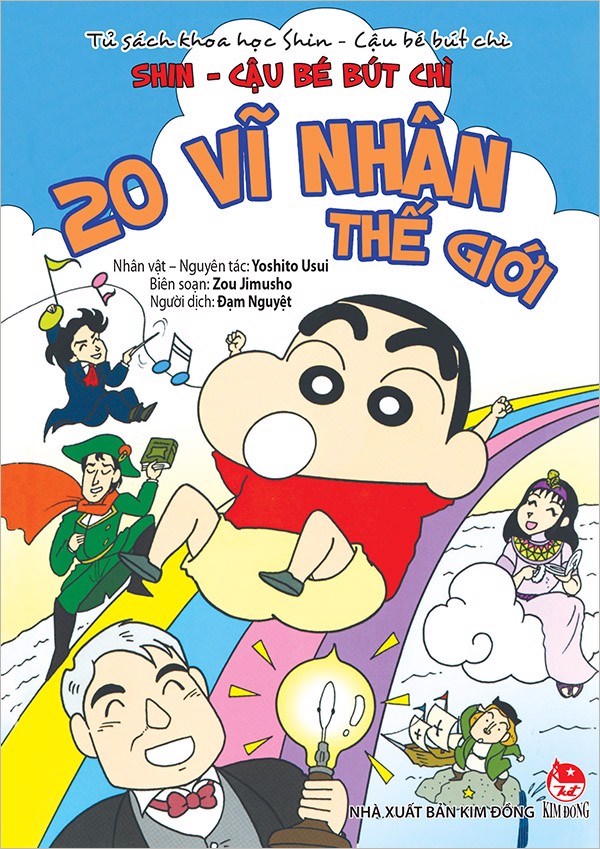 Tủ sách khoa học Shin - Cậu bé bút chì
SHIN - CẬU BÉ BÚT CHÌ
20 VĨ NHÂN
THẾ GIỚI
Nhân vật – Nguyên tác: Yoshito Usui
Biên soạn: Zou Jimusho
Người dịch: Đạm Nguyệt
NHÀ XUẤT BẢN KIM ĐỒNG
KIM ĐỒNG